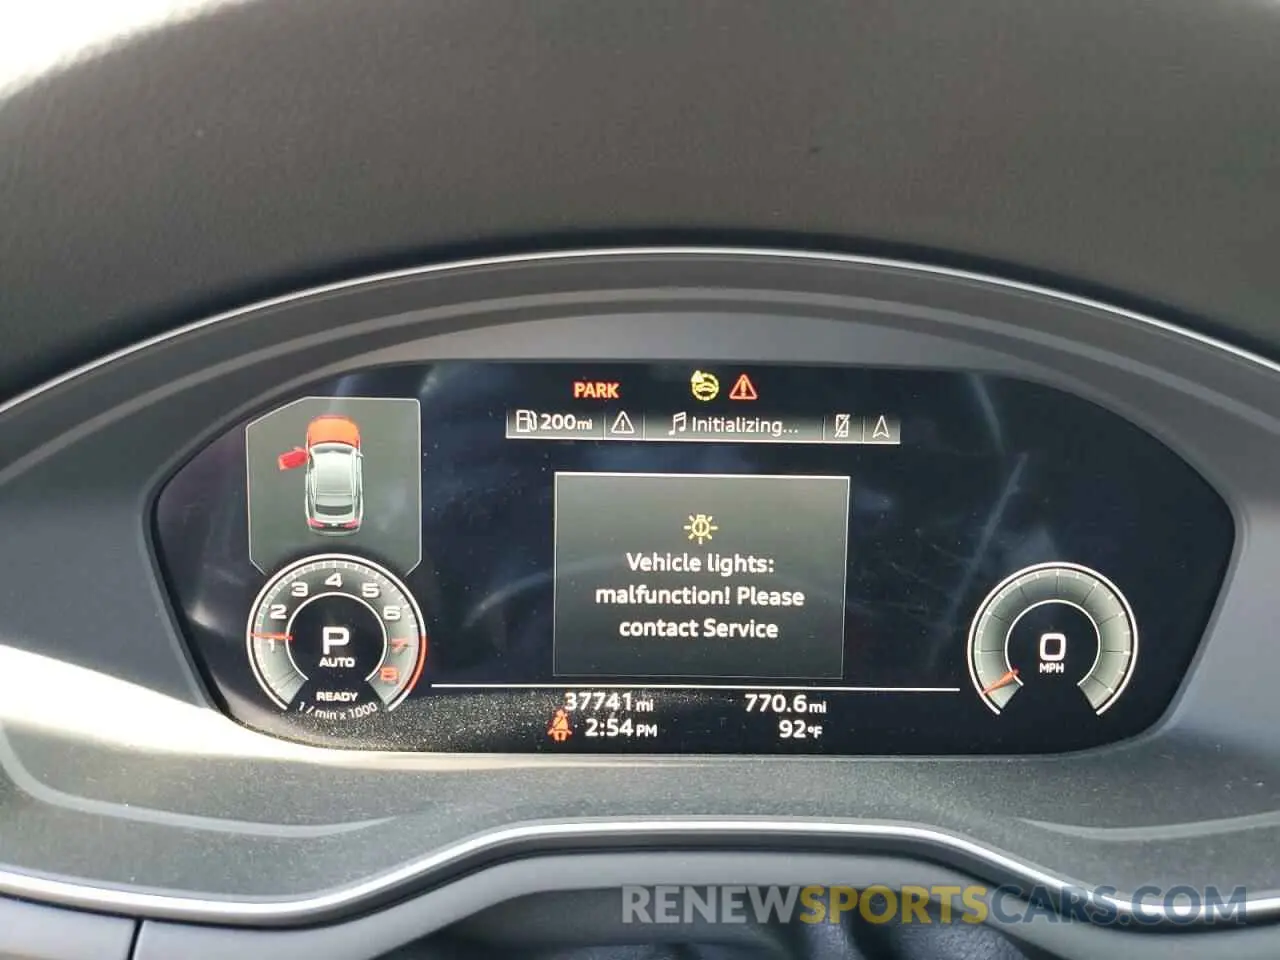 PARK
200mi
Initializing...
Vehicle lights:
malfunction! Please
contact Service
1 2 3 4 5 6 7 8
P
AUTO
READY
1 / min x 1000
0
MPH
37741mi
770.6mi
2:54PM
92°F
RENEWSPORTSCARS.COM